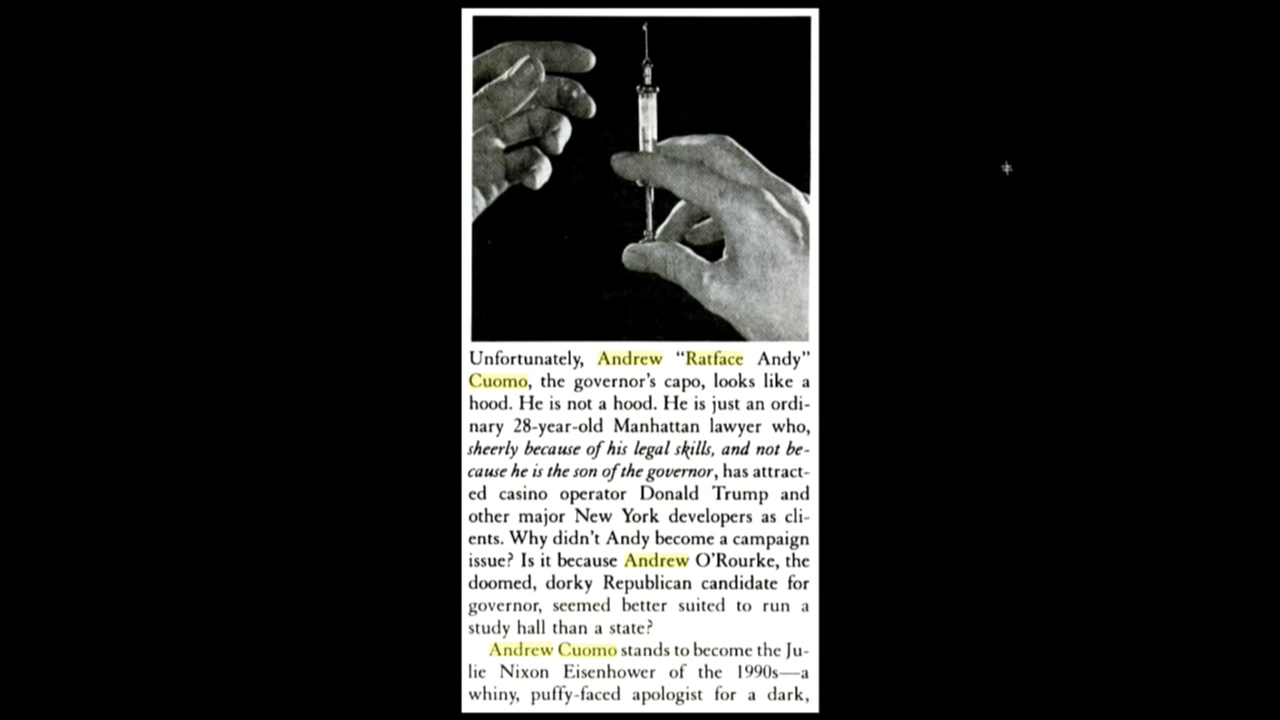 Unfortunately, Andrew “Ratface Andy”
Cuomo, the governor’s capo, looks like a
hood. He is not a hood. He is just an ordi-
nary 28-year-old Manhattan lawyer who,
sheerly because of his legal skills, and not be-
cause he is the son of the governor, has attract-
ed casino operator Donald Trump and
other major New York developers as cli-
ents. Why didn’t Andy become a campaign
issue? Is it because Andrew O’Rourke, the
doomed, dorky Republican candidate for
governor, seemed better suited to run a
study hall than a state?
Andrew Cuomo stands to become the Ju-
lie Nixon Eisenhower of the 1990s—a
whiny, puffy-faced apologist for a dark,